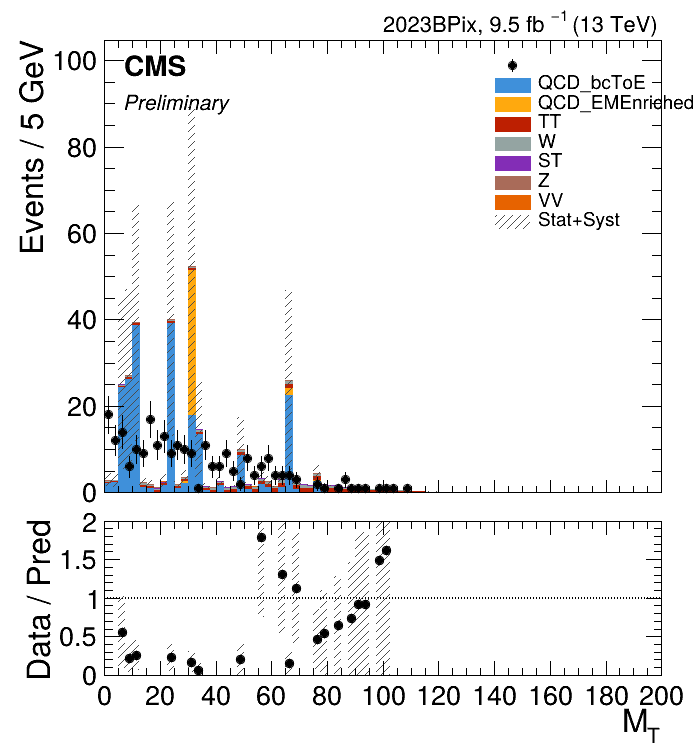 2023BPix, 9.5 fb⁻¹ (13 TeV)
CMS
Preliminary
QCD_bcToE
QCD_EMEnriehed
TT
W
ST
Z
VV
Stat+Syst
Events / 5 GeV
100
80
60
40
20
0
Data / Pred
2
1.5
1
0.5
0
0 20 40 60 80 100 120 140 160 180 200
M_T